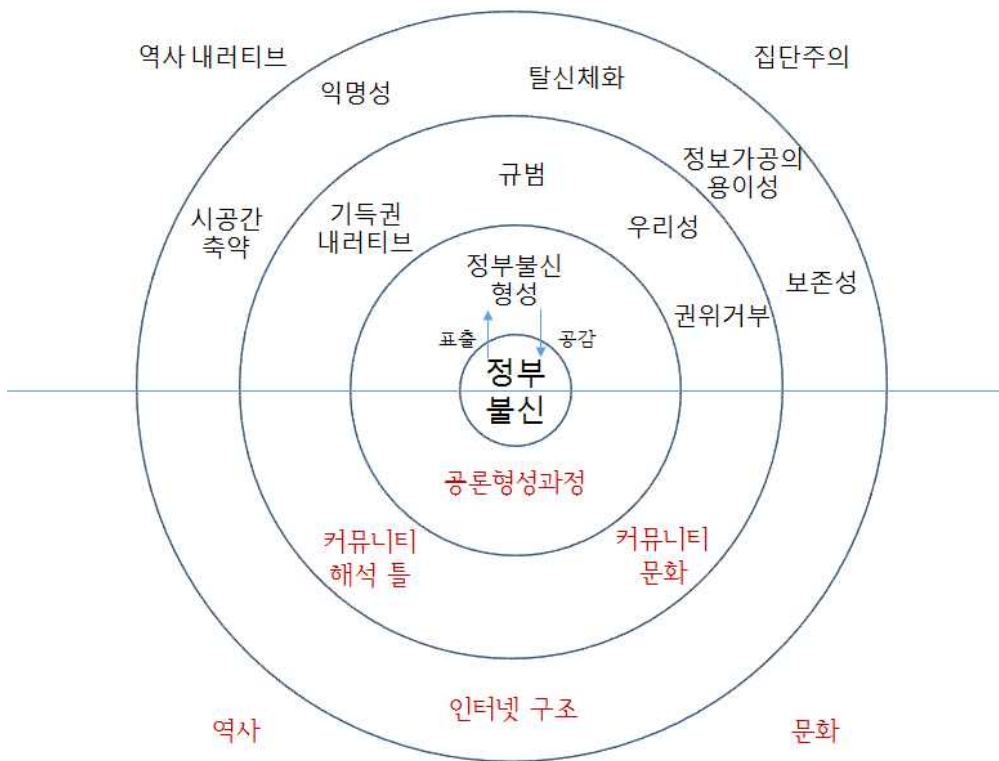 역사 내러티브
집단주의
익명성
탈신체화
정보가공의
용이성
규범
시공간
축약
기득권
내러티브
우리성
정부불신
형성
보존성
권위거부
표출
공감
정부
불신
공론형성과정
커뮤니티
해석 틀
커뮤니티
문화
인터넷 구조
역사
문화